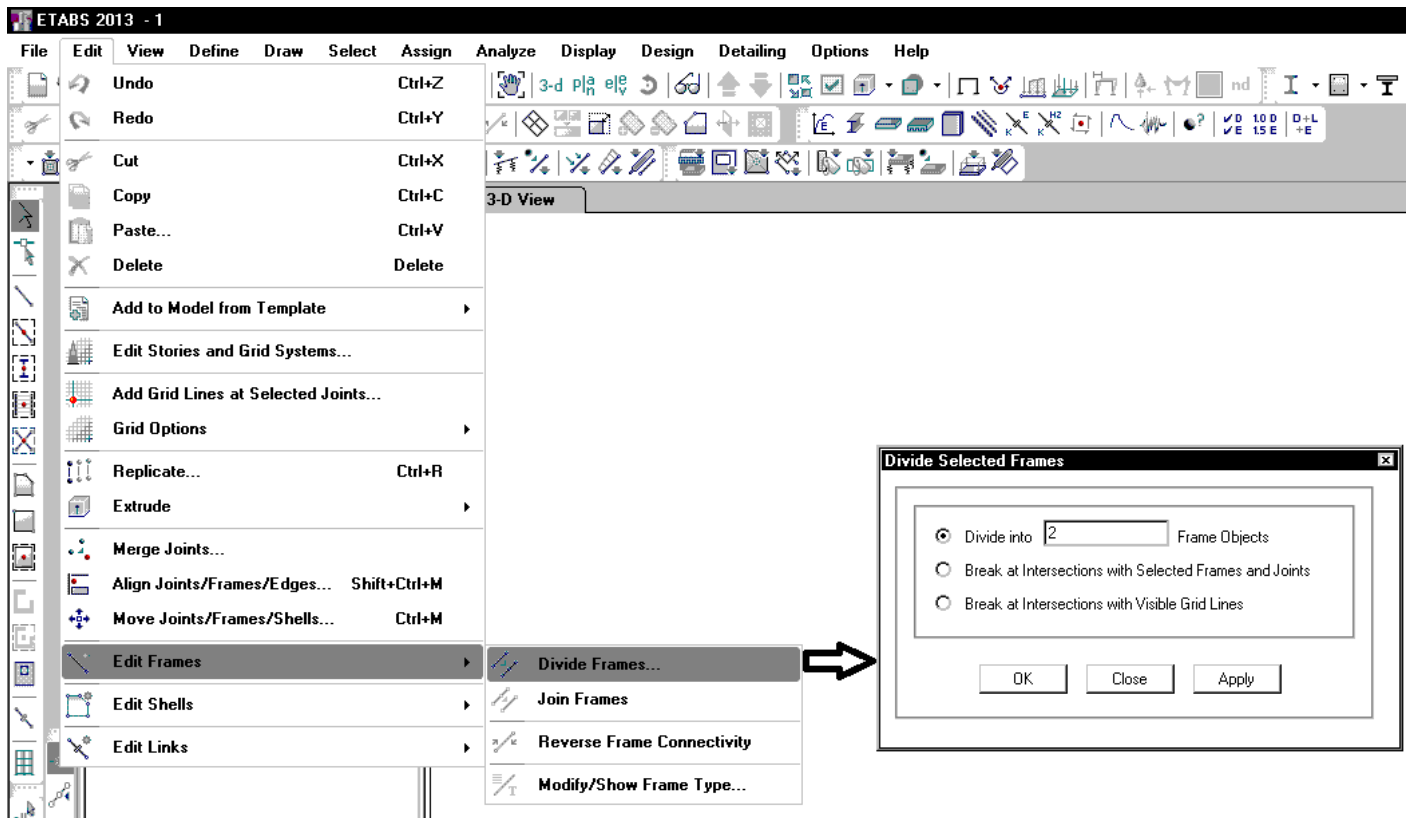 ETABS 2013 - 1
File Edit View Define Draw Select Assign Analyze Display Design Detailing Options Help
Undo Ctrl+Z
Redo Ctrl+Y
Cut Ctrl+X
Copy Ctrl+C
Paste... Ctrl+V
Delete Delete
Add to Model from Template
Edit Stories and Grid Systems...
Add Grid Lines at Selected Joints...
Grid Options
Replicate... Ctrl+R
Extrude
Merge Joints...
Align Joints/Frames/Edges... Shift+Ctrl+M
Move Joints/Frames/Shells... Ctrl+M
Edit Frames
Edit Shells
Edit Links
3-d
nd
3-D View
Divide Frames...
Join Frames
Reverse Frame Connectivity
Modify/Show Frame Type...
Divide Selected Frames
Divide into 2 Frame Objects
Break at Intersections with Selected Frames and Joints
Break at Intersections with Visible Grid Lines
OK Close Apply